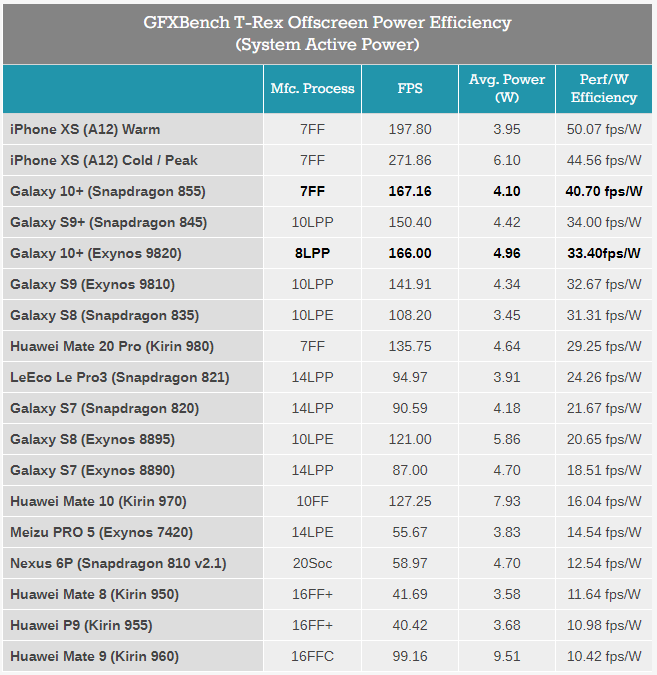 GFXBench T-Rex Offscreen Power Efficiency
(System Active Power)
Mfc. Process FPS Avg. Power (W) Perf/W Efficiency
iPhone XS (A12) Warm 7FF 197.80 3.95 50.07 fps/W
iPhone XS (A12) Cold / Peak 7FF 271.86 6.10 44.56 fps/W
Galaxy 10+ (Snapdragon 855) 7FF 167.16 4.10 40.70 fps/W
Galaxy S9+ (Snapdragon 845) 10LPP 150.40 4.42 34.00 fps/W
Galaxy 10+ (Exynos 9820) 8LPP 166.00 4.96 33.40fps/W
Galaxy S9 (Exynos 9810) 10LPP 141.91 4.34 32.67 fps/W
Galaxy S8 (Snapdragon 835) 10LPE 108.20 3.45 31.31 fps/W
Huawei Mate 20 Pro (Kirin 980) 7FF 135.75 4.64 29.25 fps/W
LeEco Le Pro3 (Snapdragon 821) 14LPP 94.97 3.91 24.26 fps/W
Galaxy S7 (Snapdragon 820) 14LPP 90.59 4.18 21.67 fps/W
Galaxy S8 (Exynos 8895) 10LPE 121.00 5.86 20.65 fps/W
Galaxy S7 (Exynos 8890) 14LPP 87.00 4.70 18.51 fps/W
Huawei Mate 10 (Kirin 970) 10FF 127.25 7.93 16.04 fps/W
Meizu PRO 5 (Exynos 7420) 14LPE 55.67 3.83 14.54 fps/W
Nexus 6P (Snapdragon 810 v2.1) 20Soc 58.97 4.70 12.54 fps/W
Huawei Mate 8 (Kirin 950) 16FF+ 41.69 3.58 11.64 fps/W
Huawei P9 (Kirin 955) 16FF+ 40.42 3.68 10.98 fps/W
Huawei Mate 9 (Kirin 960) 16FFC 99.16 9.51 10.42 fps/W